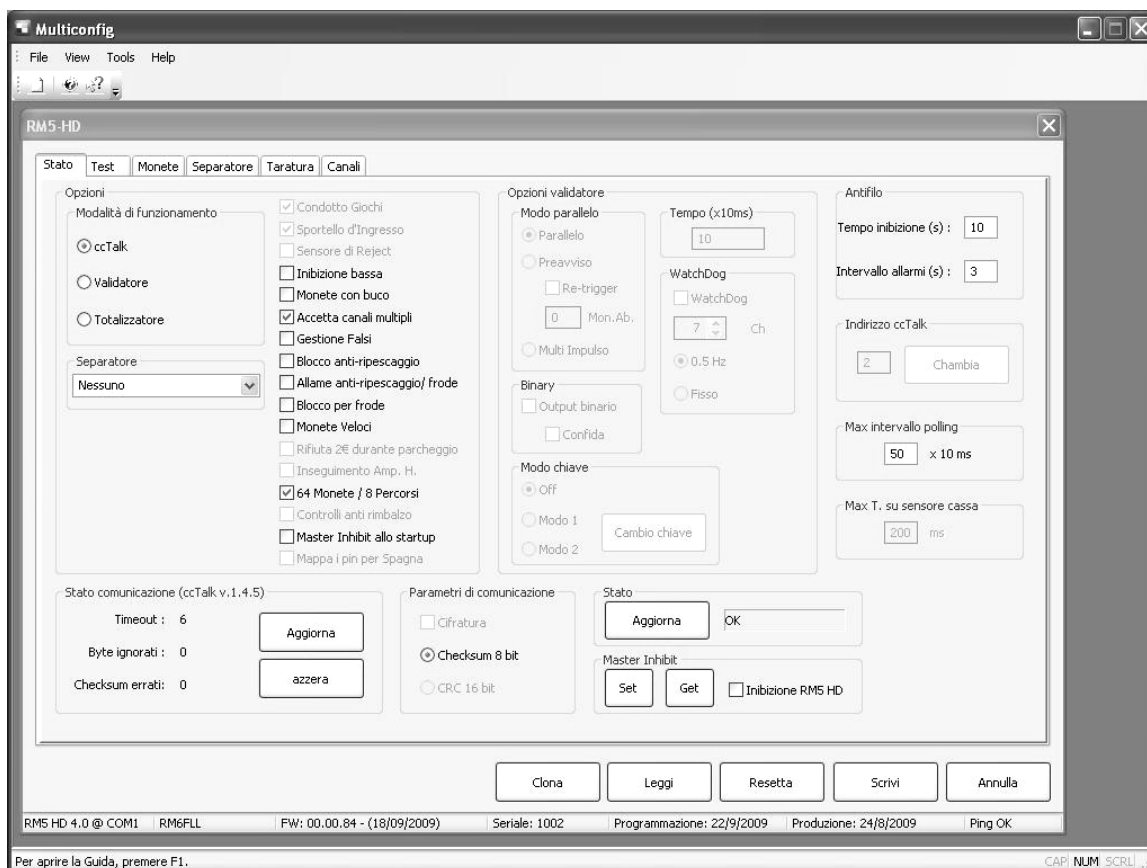 Multiconfig
File View Tools Help
RM5-HD
Stato Test Monete Separatore Taratura Canali
Opzioni
Modalità di funzionamento
ccTalk
Validatore
Totalizzatore
Separatore
Nessuno
Condotto Giochi
Sportello d'Ingresso
Sensore di Reject
Inibizione bassa
Monete con buco
Accetta canali multipli
Gestione Falsi
Blocco anti-ripescaggio
Allame anti-ripescaggio/ frode
Blocco per frode
Monete Veloci
Rifiuta 2€ durante parcheggio
Inseguimento Amp. H.
64 Monete / 8 Percorsi
Controlli anti rimbalzo
Master Inhibit allo startup
Mappa i pin per Spagna
Opzioni validatore
Modo parallelo
Parallelo
Preavviso
Re-trigger
0 Mon.Ab.
Multi Impulso
Binary
Output binario
Confida
Modo chiave
Off
Modo 1
Modo 2
Cambio chiave
Tempo (x10ms)
10
WatchDog
WatchDog
7 Ch
0.5 Hz
Fisso
Antifilo
Tempo inibizione (s) : 10
Intervallo allarmi (s) : 3
Indirizzo ccTalk
2 Chambia
Max intervallo polling
50 x 10 ms
Max T. su sensore cassa
200 ms
Stato comunicazione (ccTalk v.1.4.5)
Timeout : 6
Byte ignorati : 0
Checksum errati: 0
Aggiorna
azzera
Parametri di comunicazione
Cifratura
Checksum 8 bit
CRC 16 bit
Stato
Aggiorna OK
Master Inhibit
Set Get Inibizione RM5 HD
Clona Leggi Resetta Scrivi Annulla
RM5 HD 4.0 @ COM1 RM6FLL FW: 00.00.84 - (18/09/2009) Seriale: 1002 Programmazione: 22/9/2009 Produzione: 24/8/2009 Ping OK
Per aprire la Guida, premere F1. CAP NUM SCRL